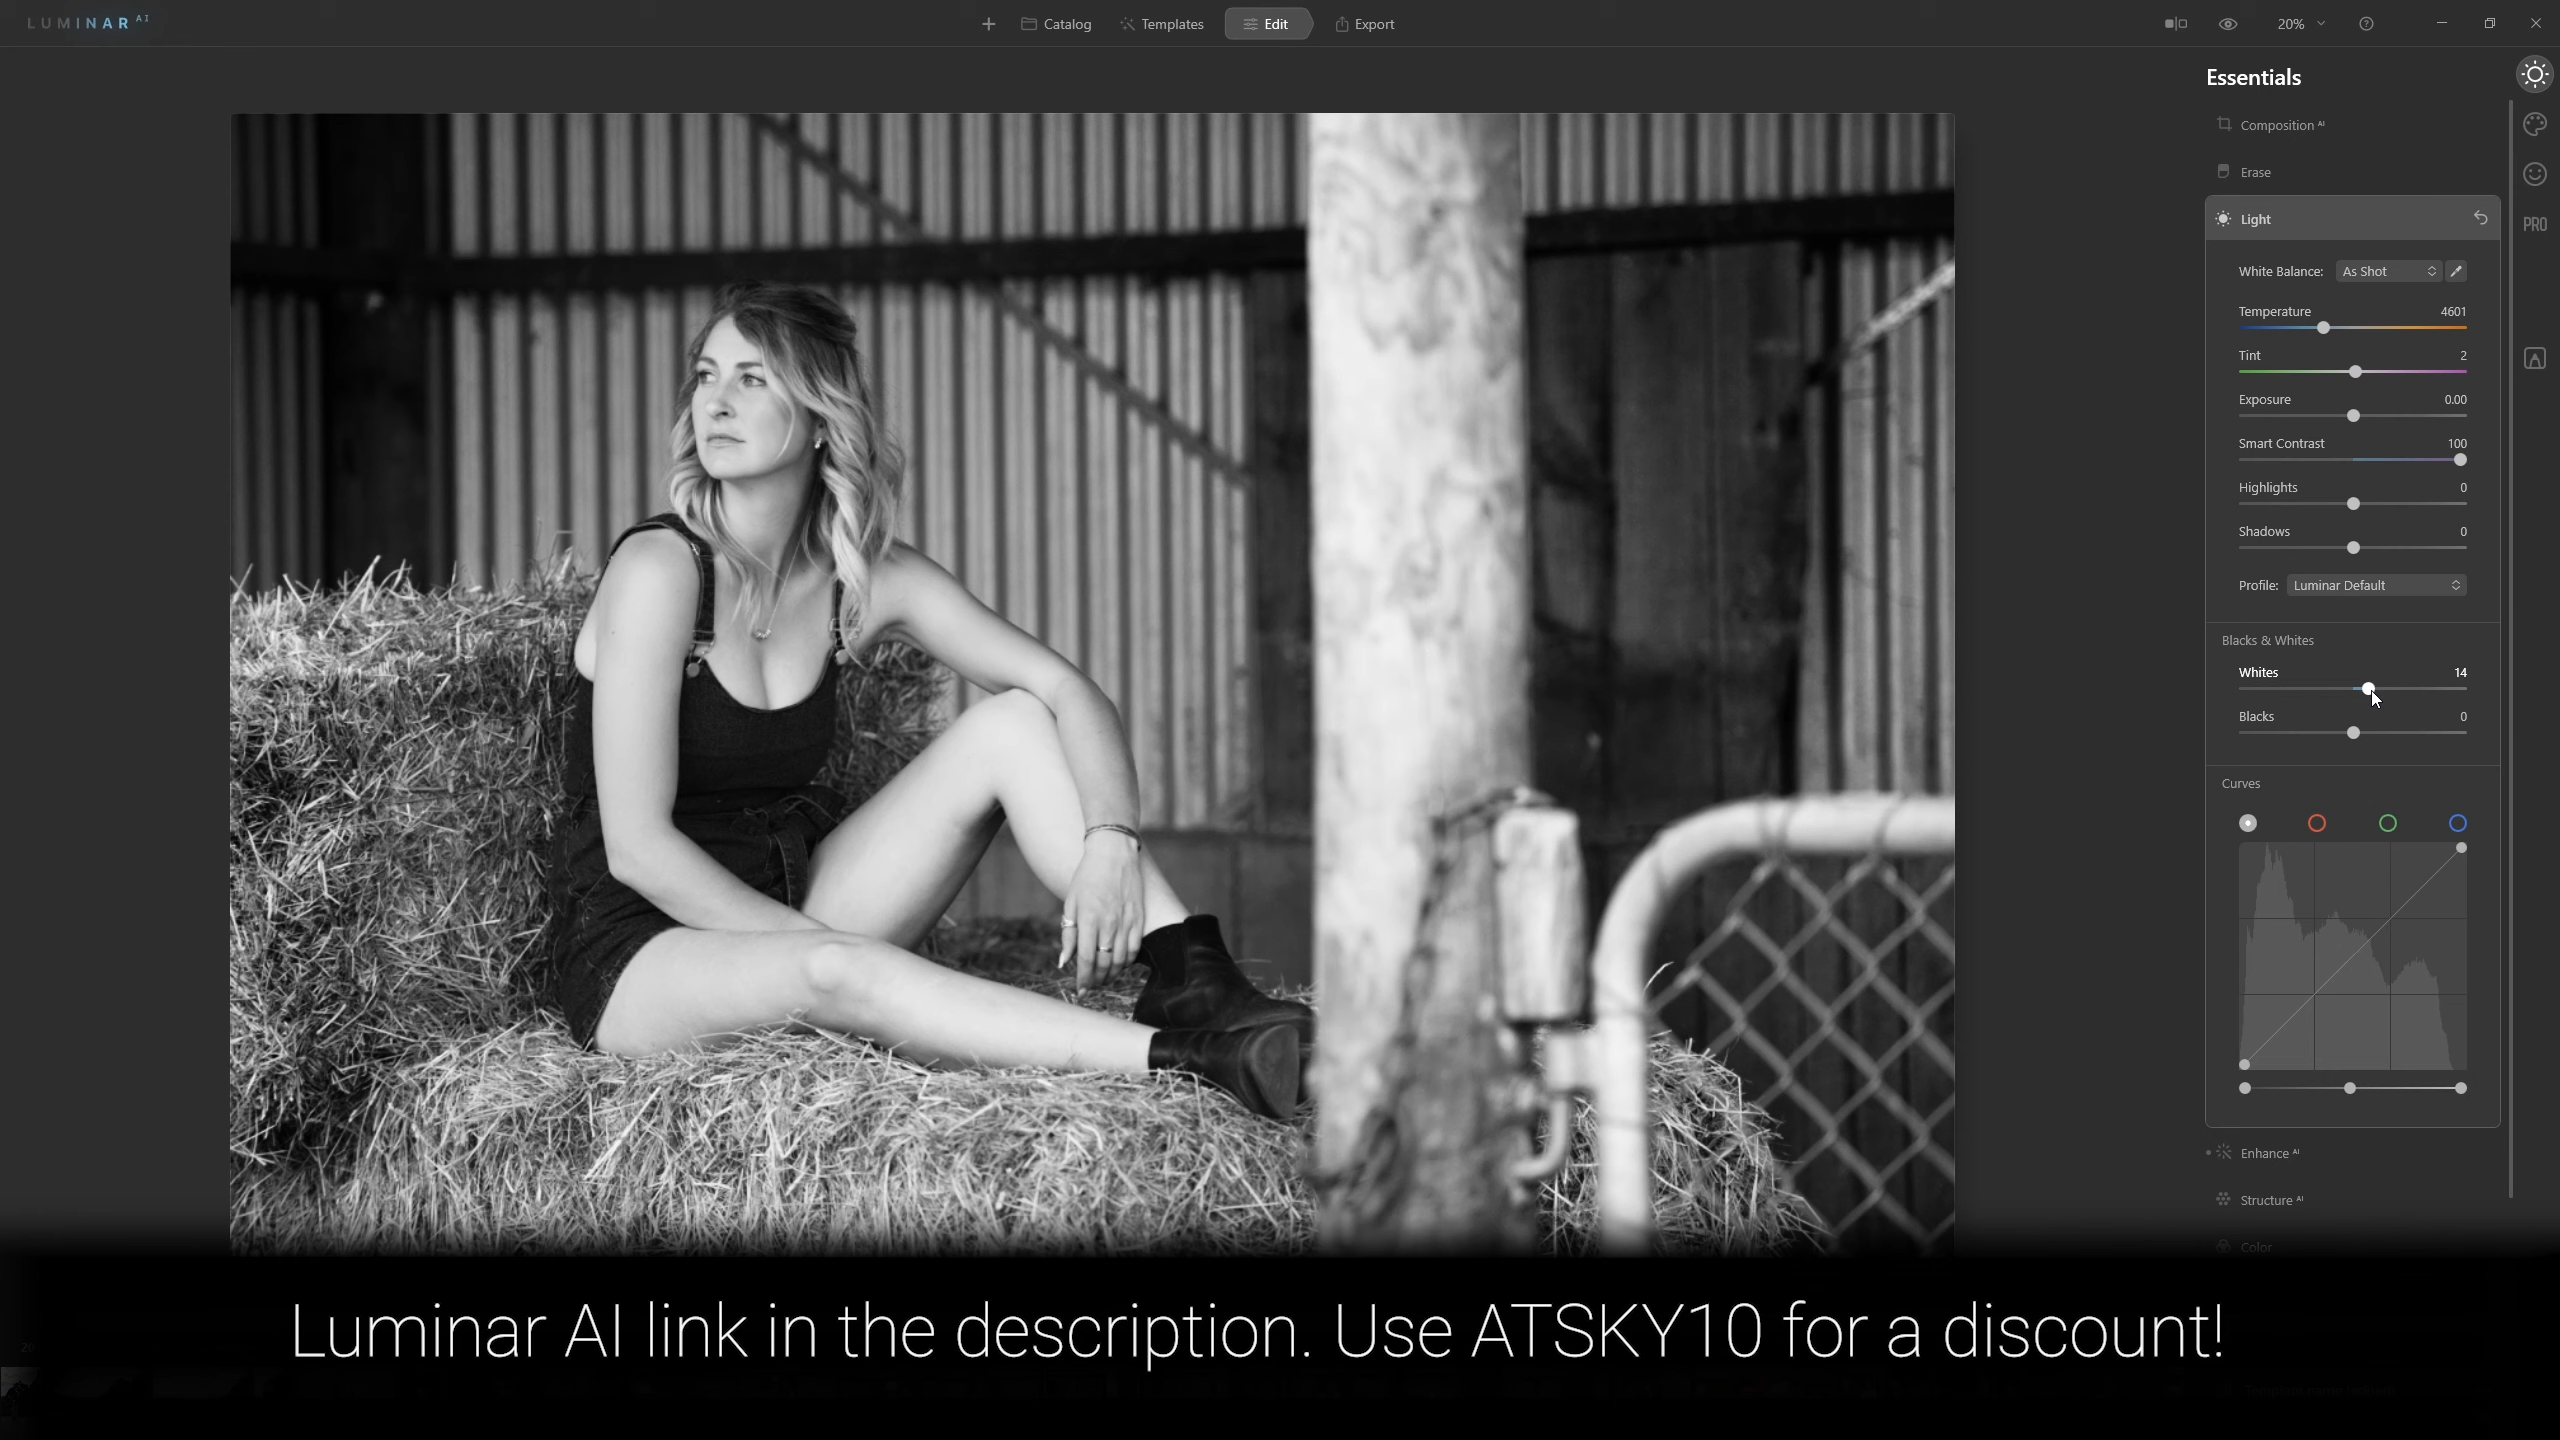 LUMINAR AI
Catalog
Templates
Edit
Export
20%
Essentials
Composition AI
Erase
Light
White Balance: As Shot
Temperature 4601
Tint 2
Exposure 0.00
Smart Contrast 100
Highlights 0
Shadows 0
Profile: Luminar Default
Blacks & Whites
Whites 14
Blacks 0
Curves
Enhance AI
Structure AI
Color
PRO
Luminar AI link in the description. Use ATSKY10 for a discount!